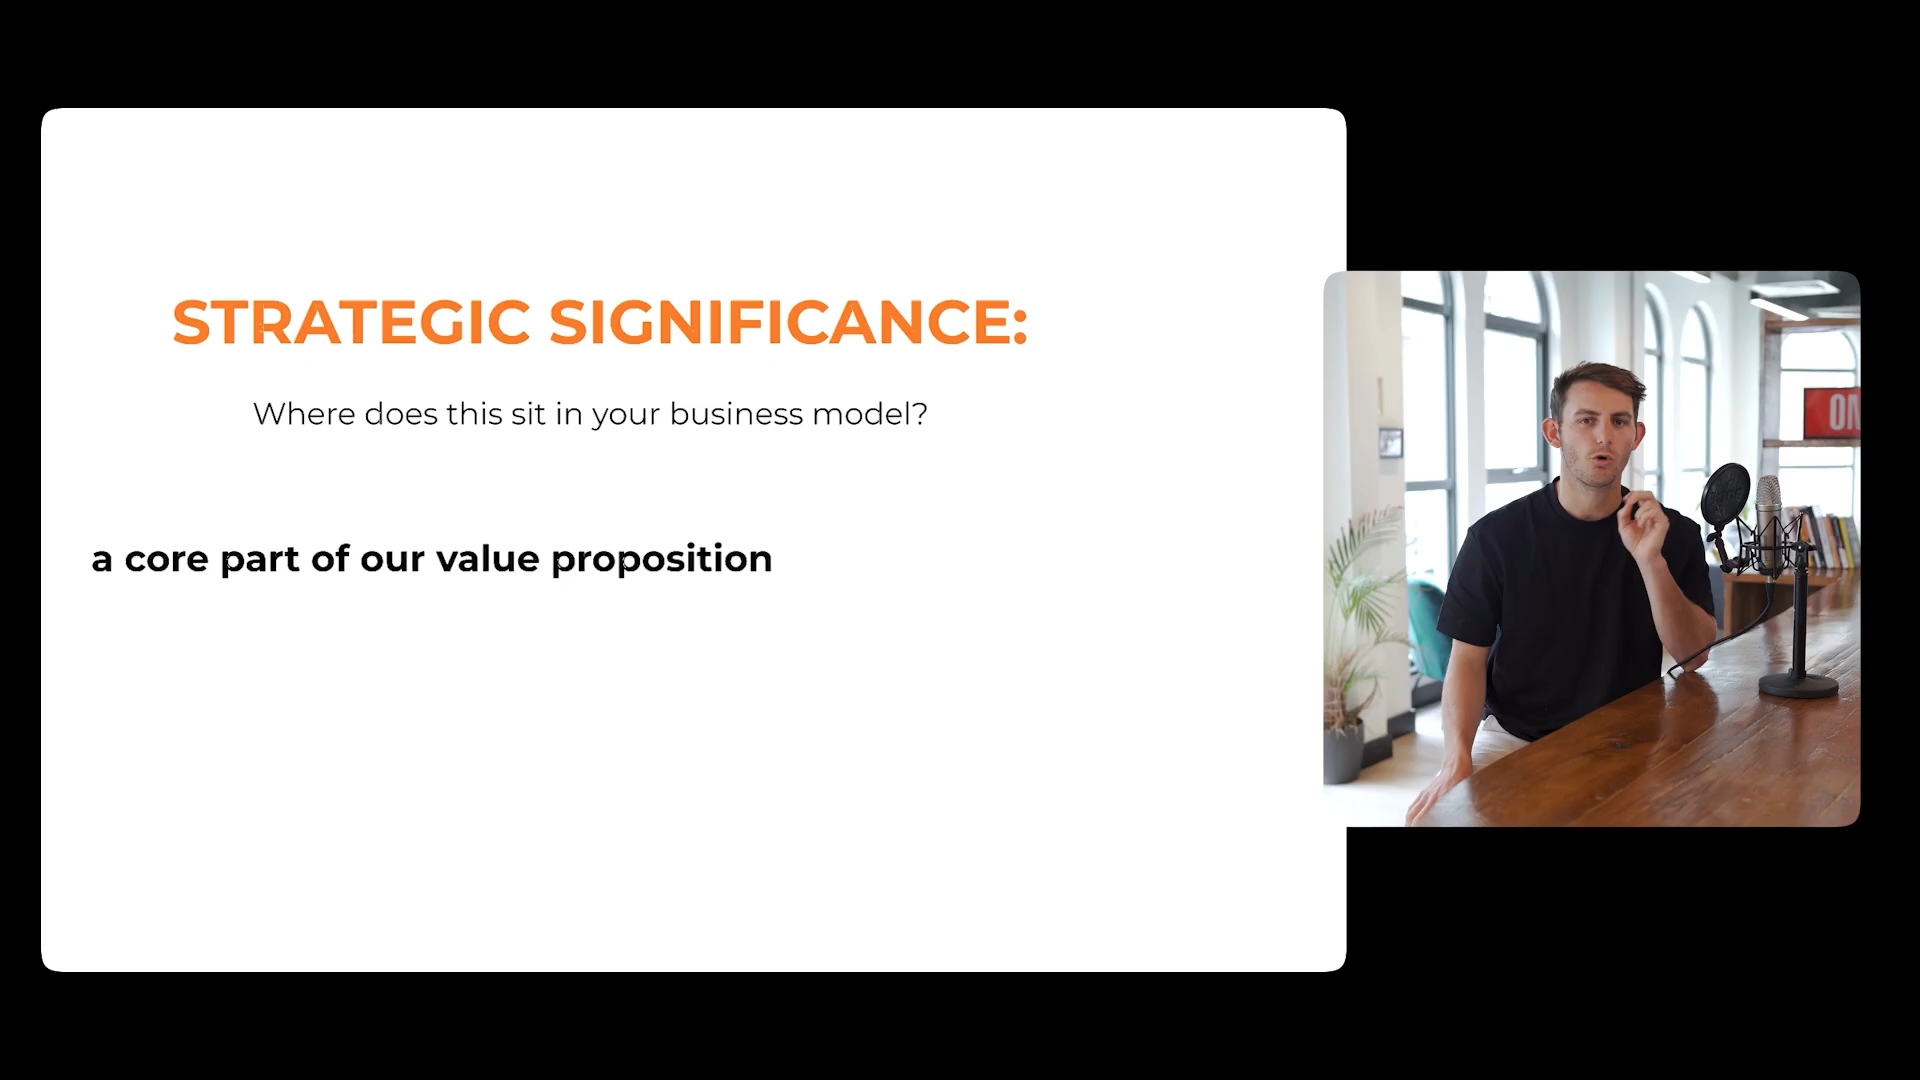 STRATEGIC SIGNIFICANCE:
Where does this sit in your business model?
a core part of our value proposition